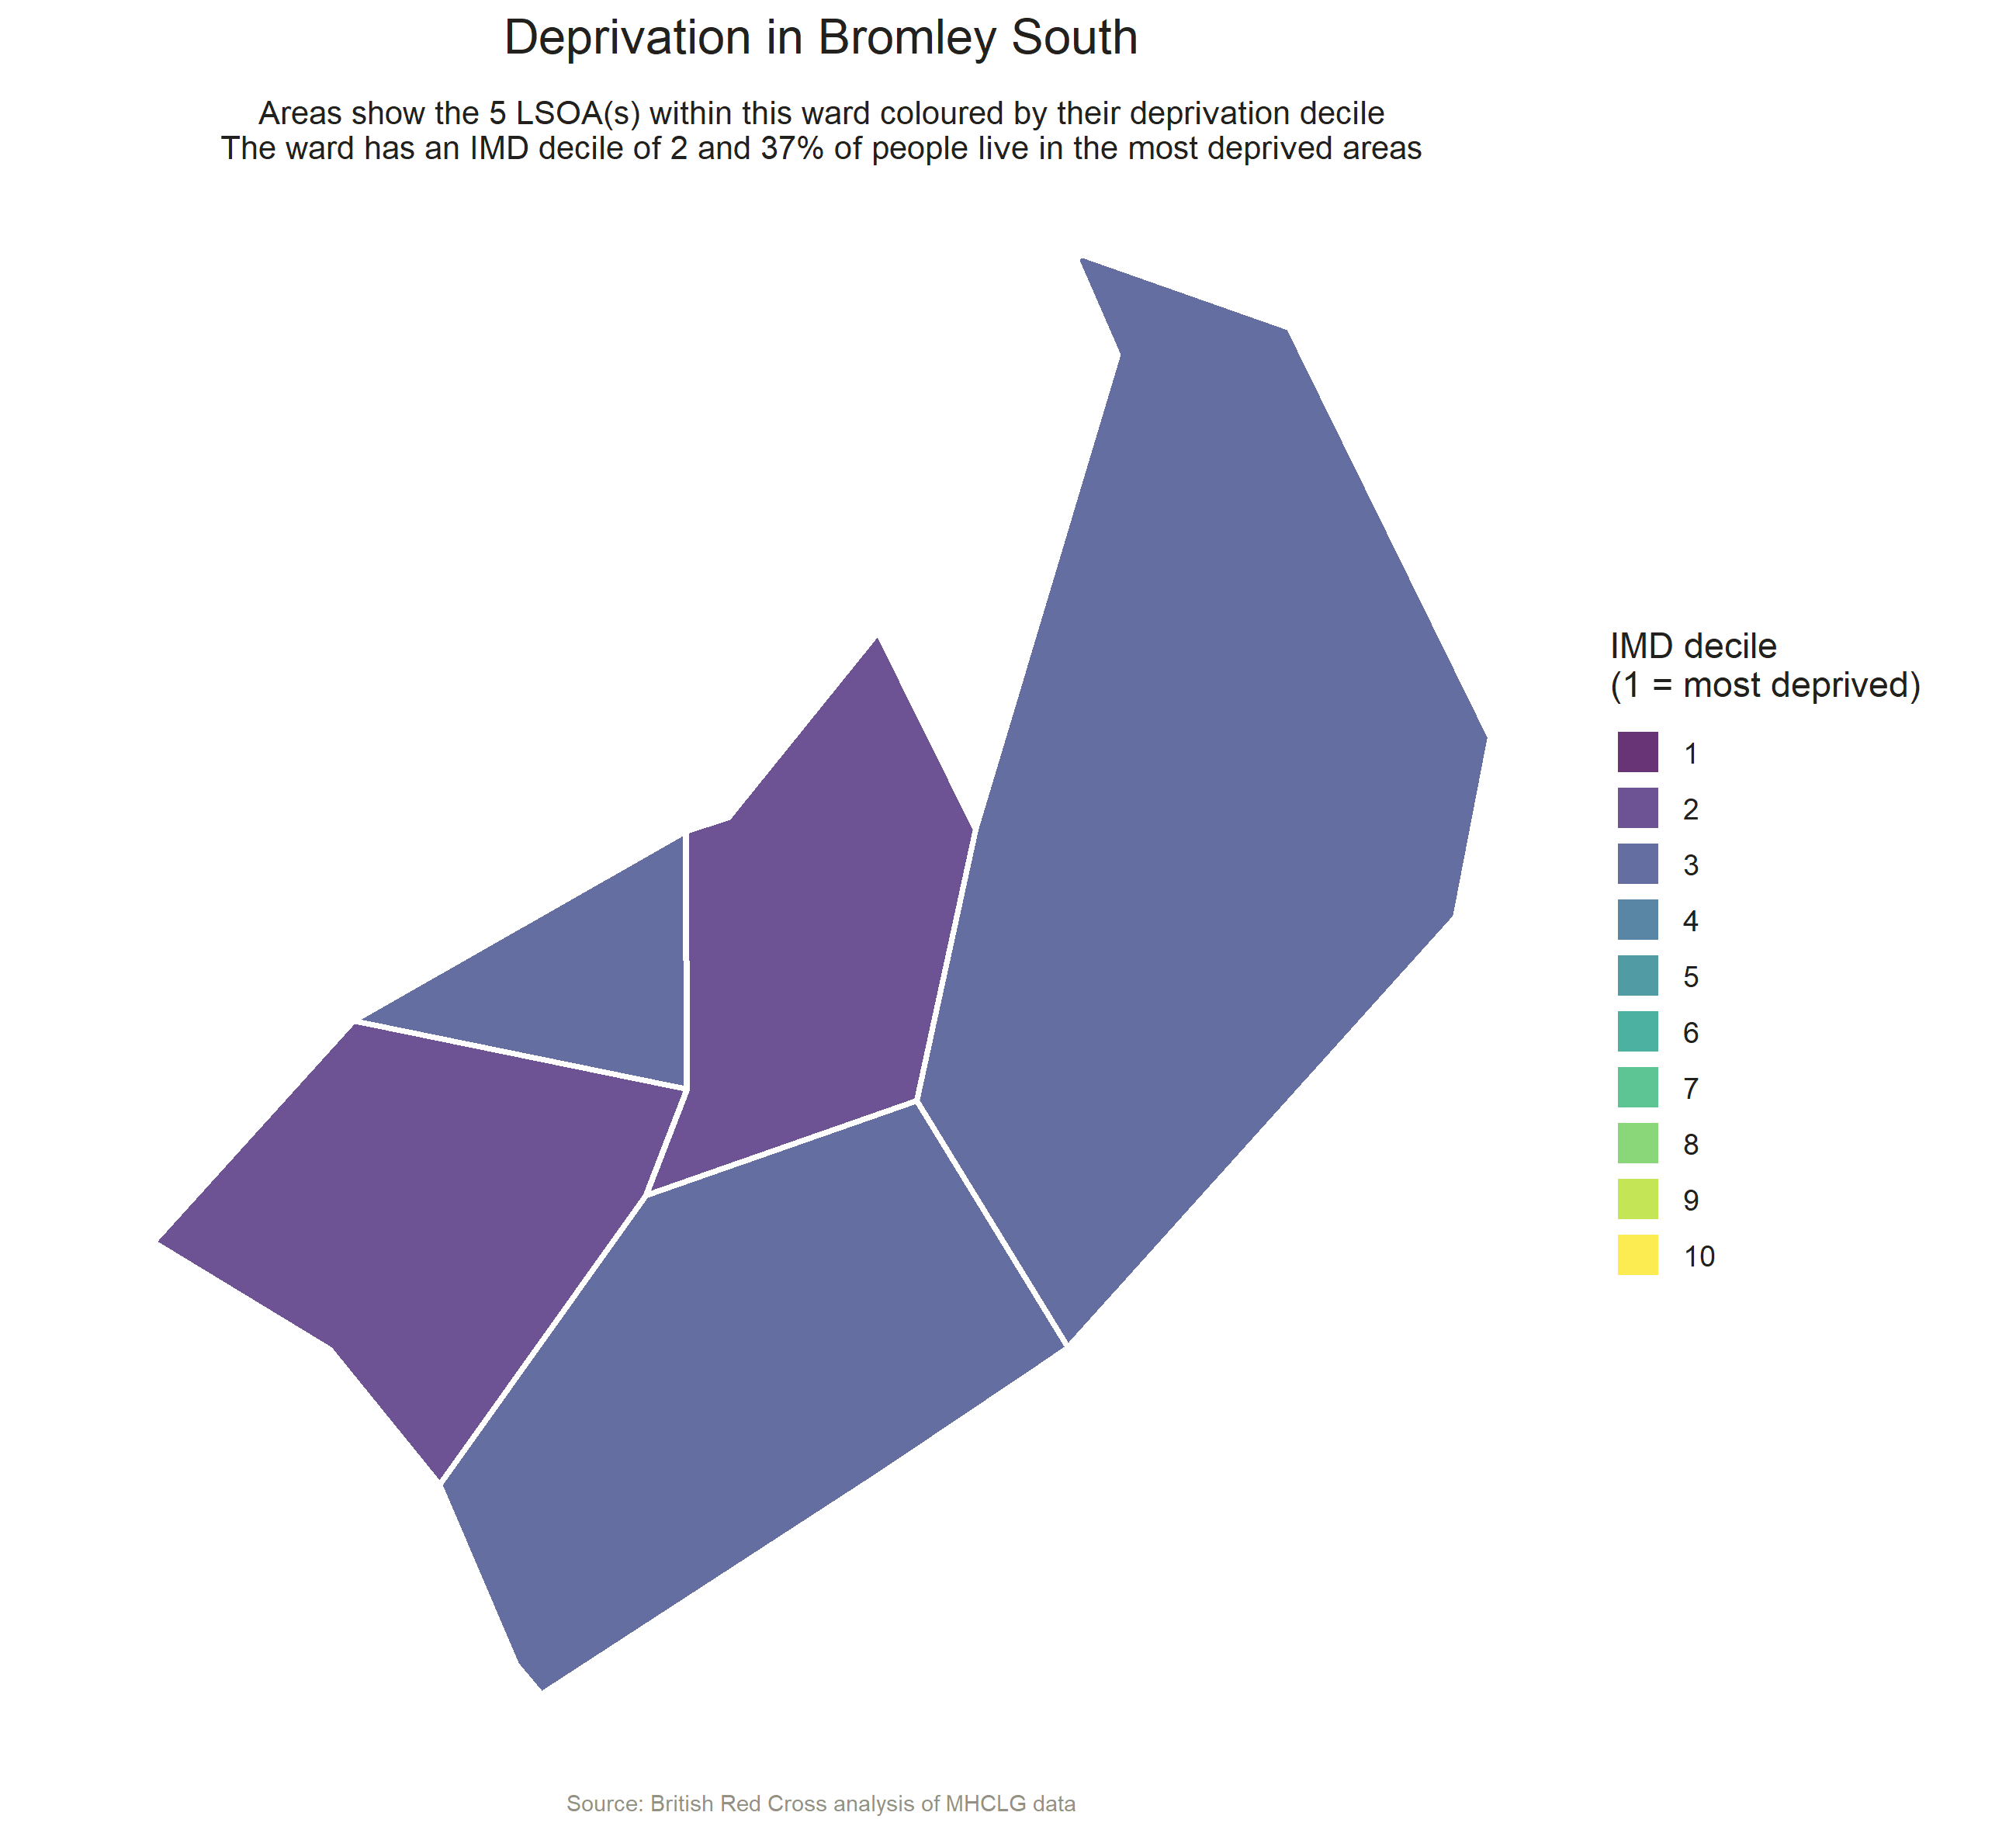 Deprivation in Bromley South
Areas show the 5 LSOA(s) within this ward coloured by their deprivation decile
The ward has an IMD decile of 2 and 37% of people live in the most deprived areas
IMD decile
(1 = most deprived)
1
2
3
4
5
6
7
8
9
10
Source: British Red Cross analysis of MHCLG data